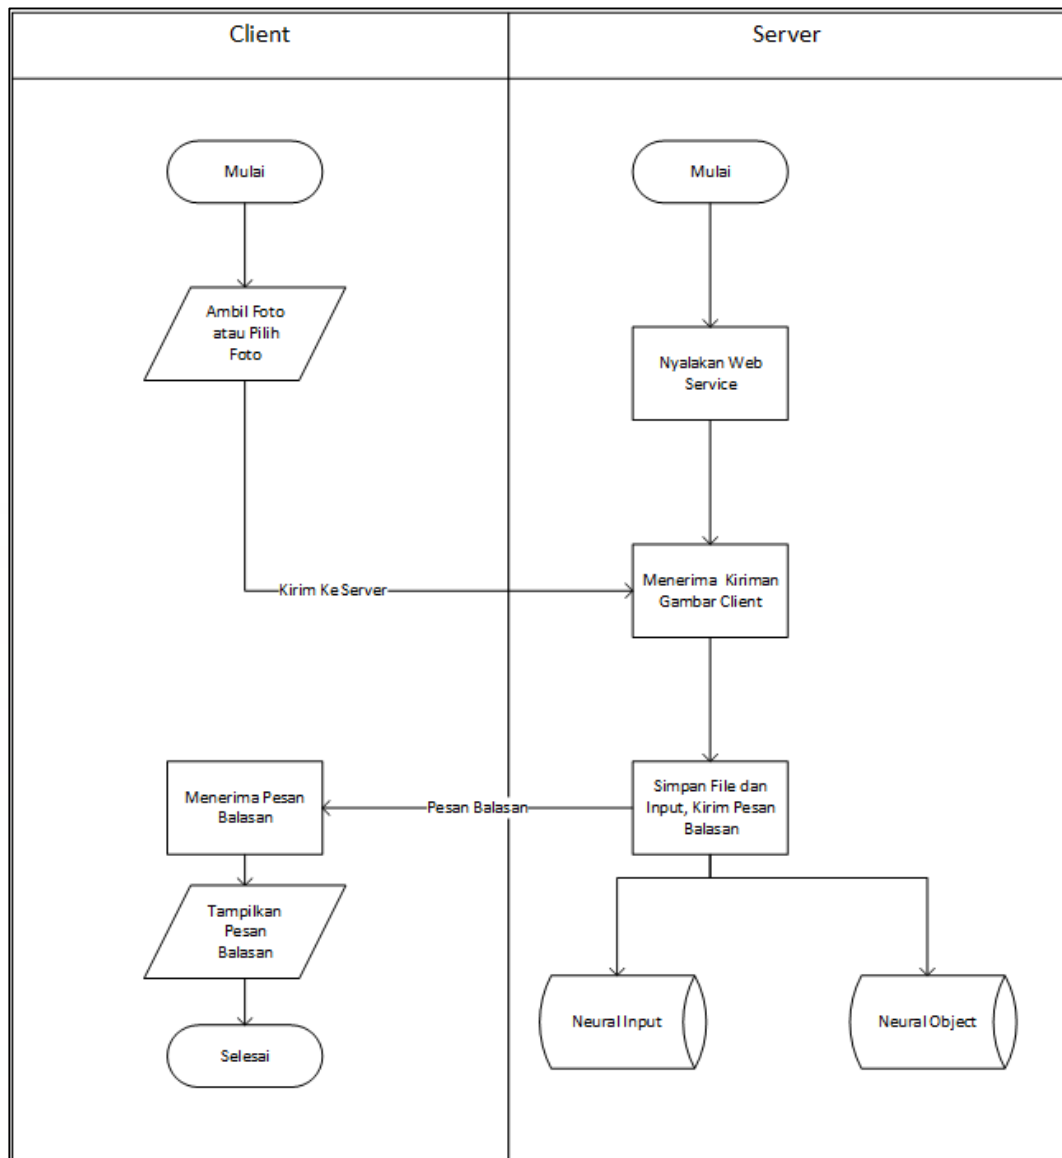 Client
Server
Mulai
Mulai
Ambil Foto
atau Pilih
Foto
Nyalakan Web
Service
Kirim Ke Server
Menerima Kiriman
Gambar Client
Menerima Pesan
Balasan
Pesan Balasan
Simpan File dan
Input, Kirim Pesan
Balasan
Tampilkan
Pesan
Balasan
Neural Input
Neural Object
Selesai